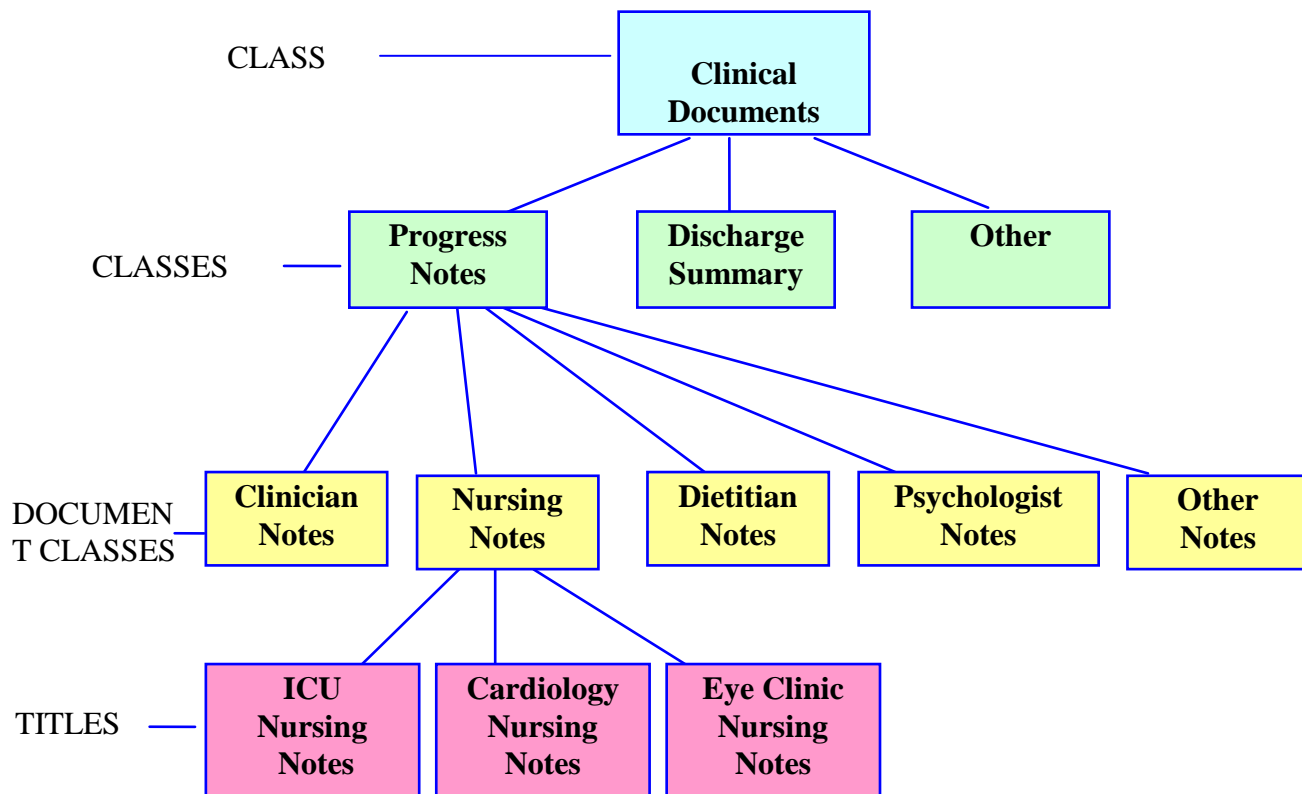 CLASS
Clinical
Documents
CLASSES
Progress
Notes
Discharge
Summary
Other
DOCUMEN
T CLASSES
Clinician
Notes
Nursing
Notes
Dietitian
Notes
Psychologist
Notes
Other
Notes
TITLES
ICU
Nursing
Notes
Cardiology
Nursing
Notes
Eye Clinic
Nursing
Notes